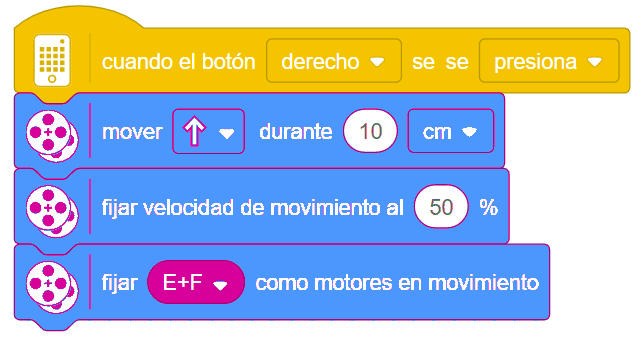 cuando el botón derecho se se presiona
mover durante 10 cm
fijar velocidad de movimiento al 50 %
fijar E+F como motores en movimiento